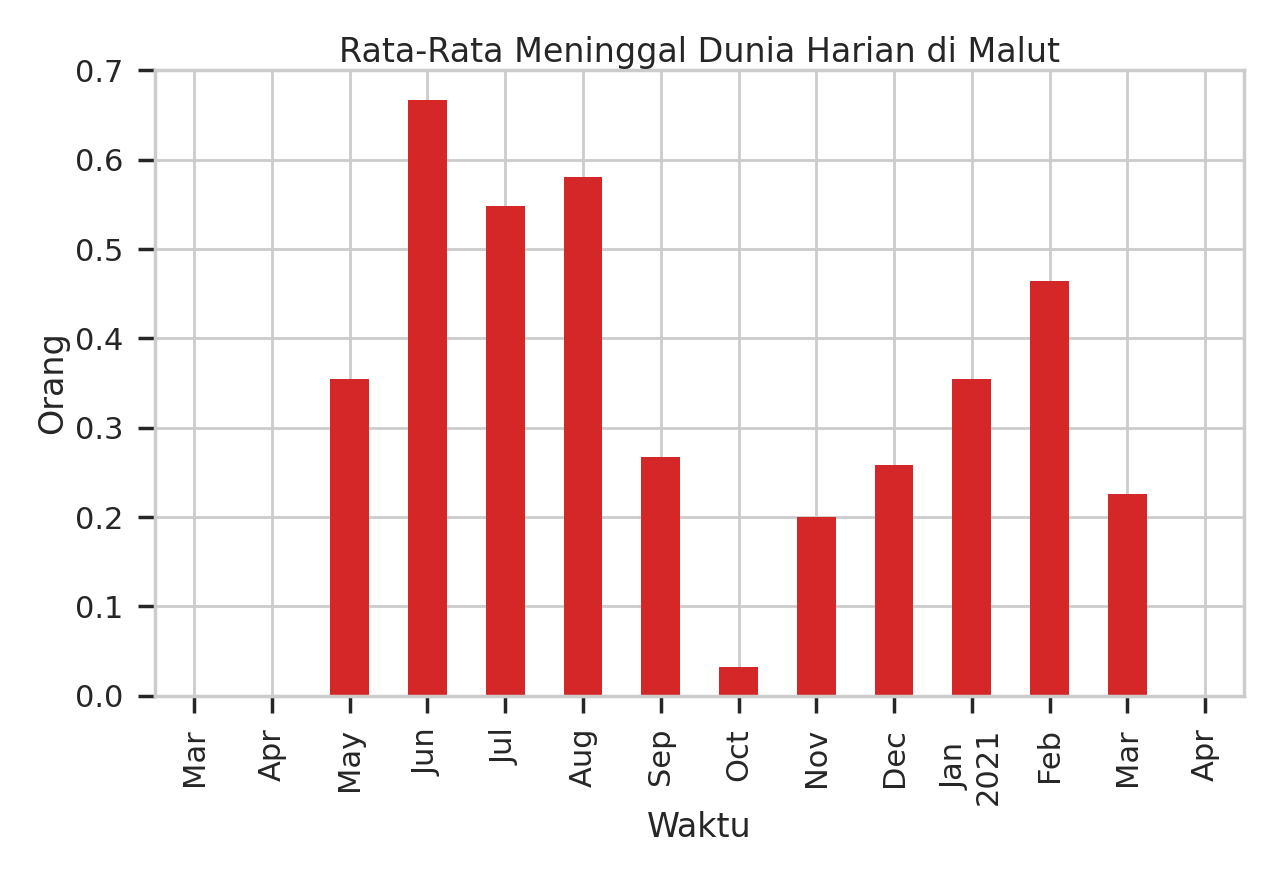 Rata-Rata Meninggal Dunia Harian di Malut
0.7
0.6
0.5
0.4
0.3
0.2
0.1
0.0
Orang
Mar
Apr
May
Jun
Jul
Aug
Sep
Oct
Nov
Dec
Jan
2021
Feb
Mar
Apr
Waktu